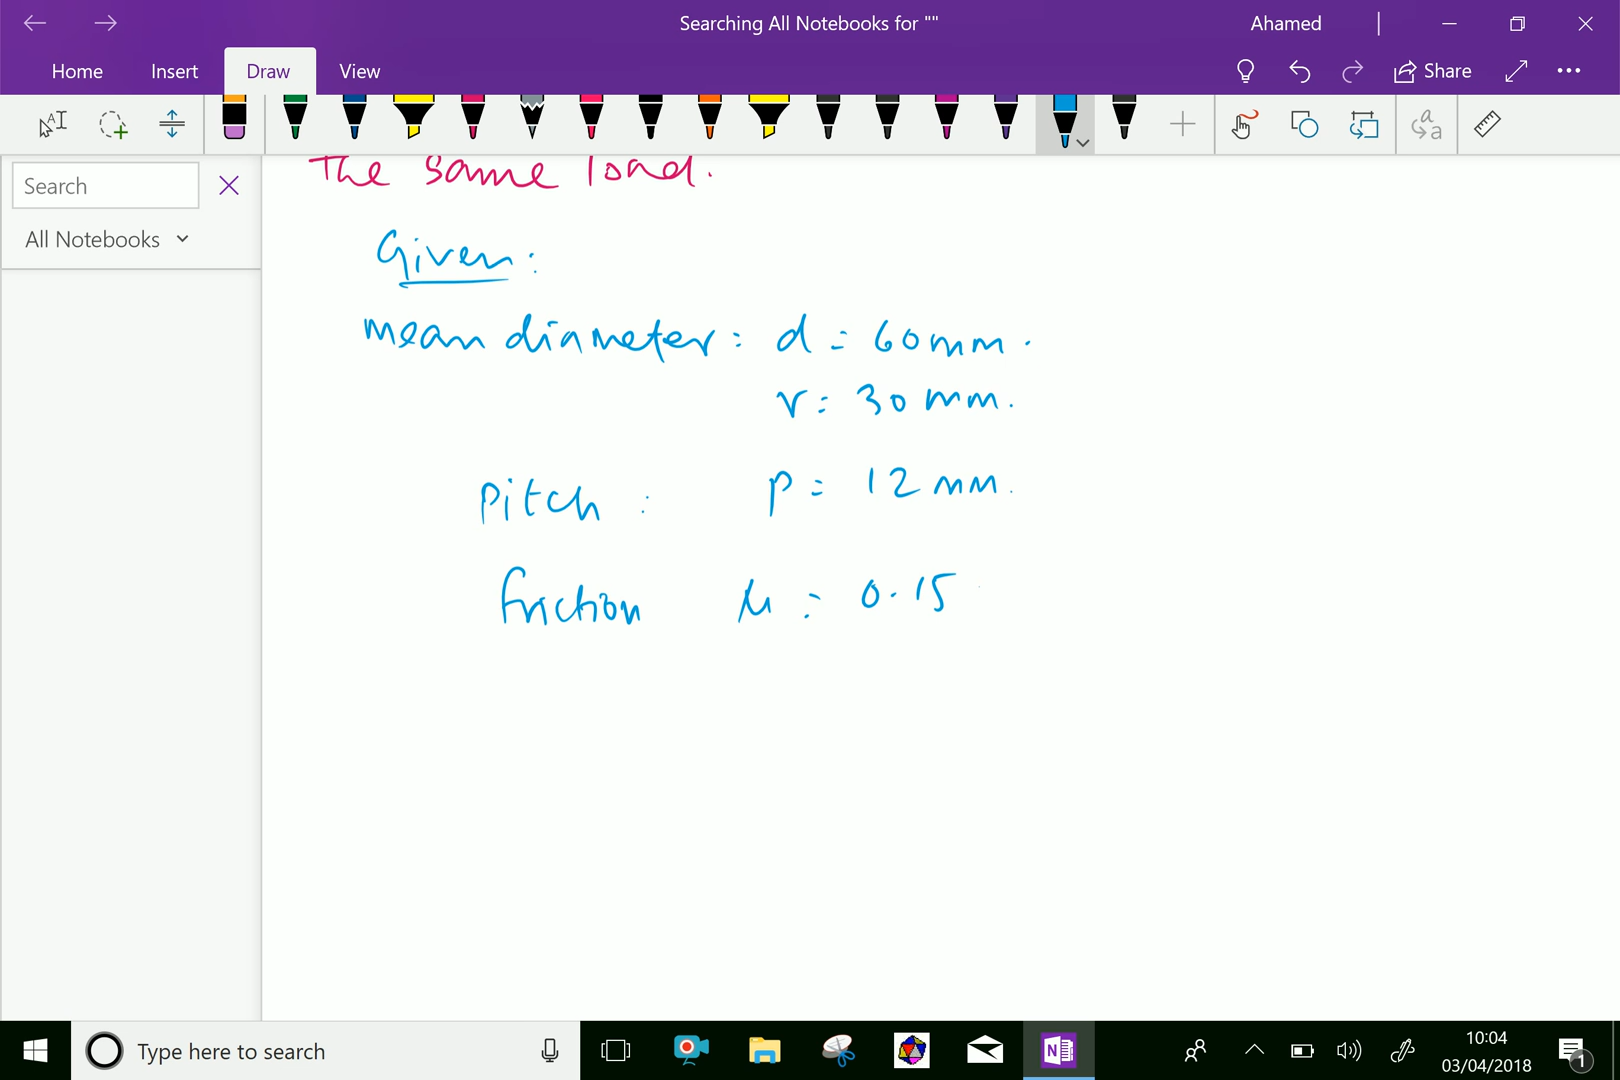 Searching All Notebooks for ""
Ahamed
Home
Insert
Draw
View
Share
Search
All Notebooks
The same load.
Given:
mean diameter: d = 60mm.
r = 30 mm.
Pitch : P = 12 mm.
friction μ = 0.15
Type here to search
10:04
03/04/2018
1